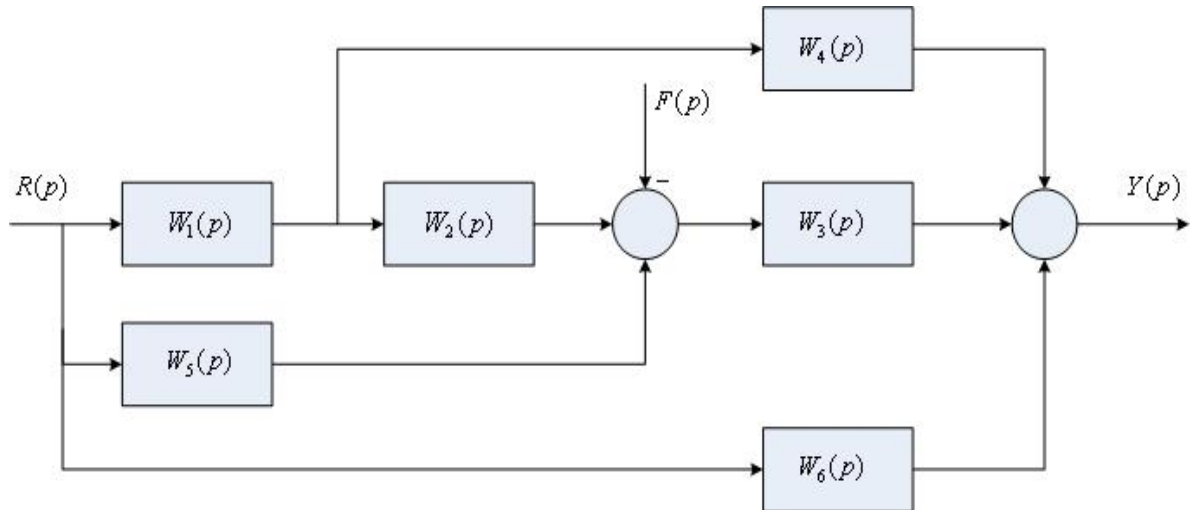 W₄(p)
F(p)
R(p)
–
Y(p)
W₁(p)
W₂(p)
W₃(p)
W₅(p)
W₆(p)